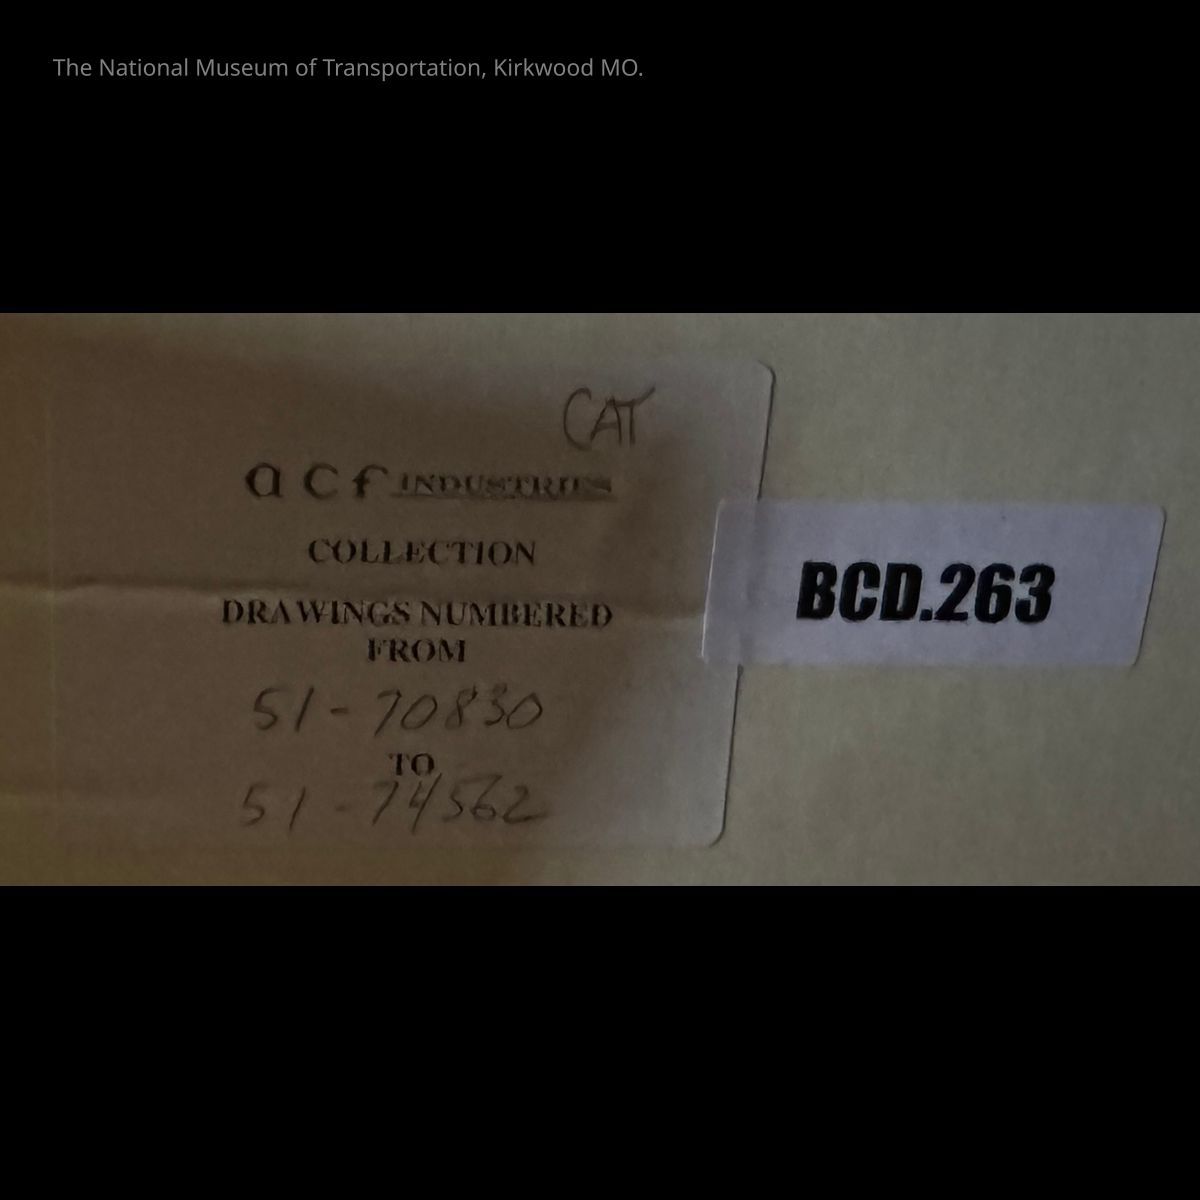 The National Museum of Transportation, Kirkwood MO.
CAT
a c f INDUSTRIES
COLLECTION
DRAWINGS NUMBERED
FROM
51-70830
TO
51-74562
BCD.263